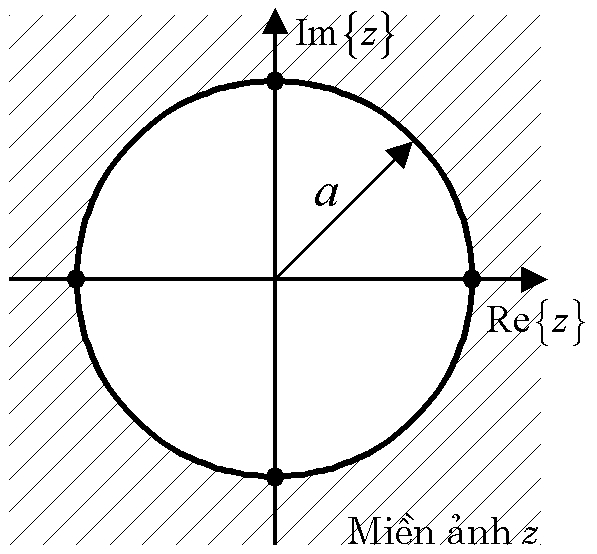 Im{z}
a
Re{z}
Miền ảnh z